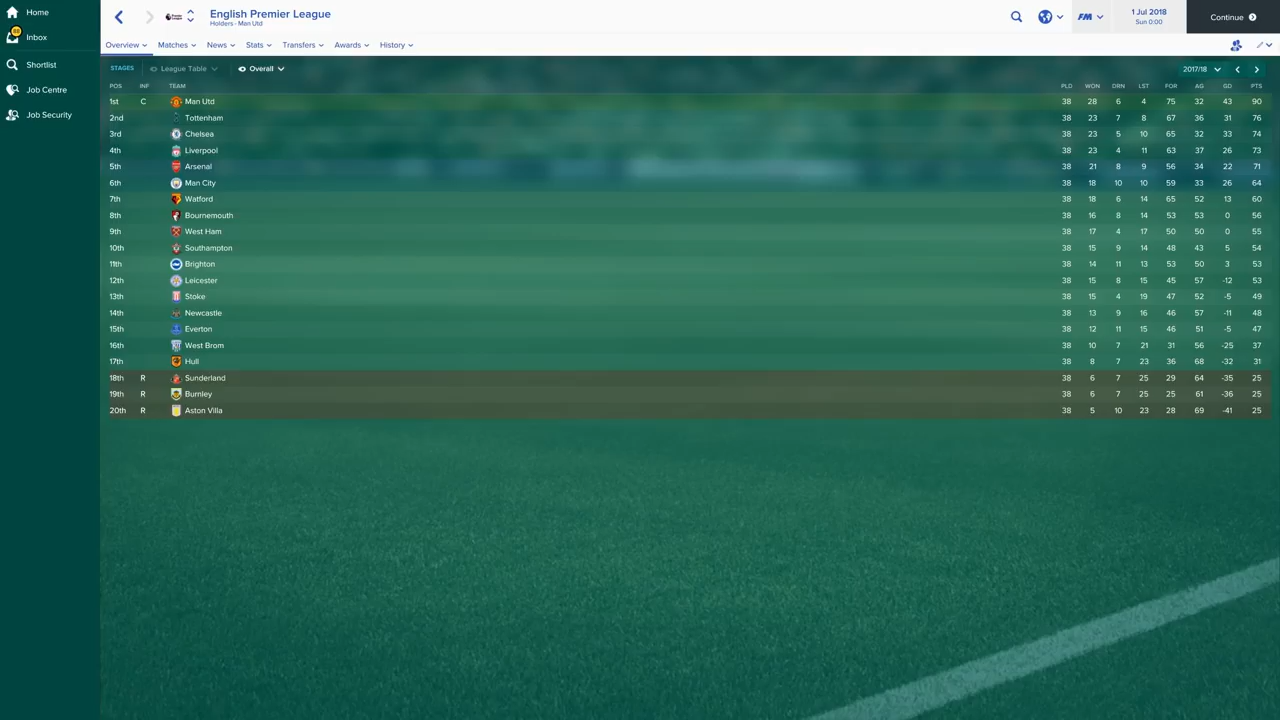 Home
Inbox
Shortlist
Job Centre
Job Security
English Premier League
Holders - Man Utd
FM
1 Jul 2018
Sun 0:00
Continue
Overview Matches News Stats Transfers Awards History
STAGES League Table Overall 2017/18
POS INF TEAM PLD WON DRN LST FOR AG GD PTS
1st C Man Utd 38 28 6 4 75 32 43 90
2nd Tottenham 38 23 7 8 67 36 31 76
3rd Chelsea 38 23 5 10 65 32 33 74
4th Liverpool 38 23 4 11 63 37 26 73
5th Arsenal 38 21 8 9 56 34 22 71
6th Man City 38 18 10 10 59 33 26 64
7th Watford 38 18 6 14 65 52 13 60
8th Bournemouth 38 16 8 14 53 53 0 56
9th West Ham 38 17 4 17 50 50 0 55
10th Southampton 38 15 9 14 48 43 5 54
11th Brighton 38 14 11 13 53 50 3 53
12th Leicester 38 15 8 15 45 57 -12 53
13th Stoke 38 15 4 19 47 52 -5 49
14th Newcastle 38 13 9 16 46 57 -11 48
15th Everton 38 12 11 15 46 51 -5 47
16th West Brom 38 10 7 21 31 56 -25 37
17th Hull 38 8 7 23 36 68 -32 31
18th R Sunderland 38 6 7 25 29 64 -35 25
19th R Burnley 38 6 7 25 25 61 -36 25
20th R Aston Villa 38 5 10 23 28 69 -41 25